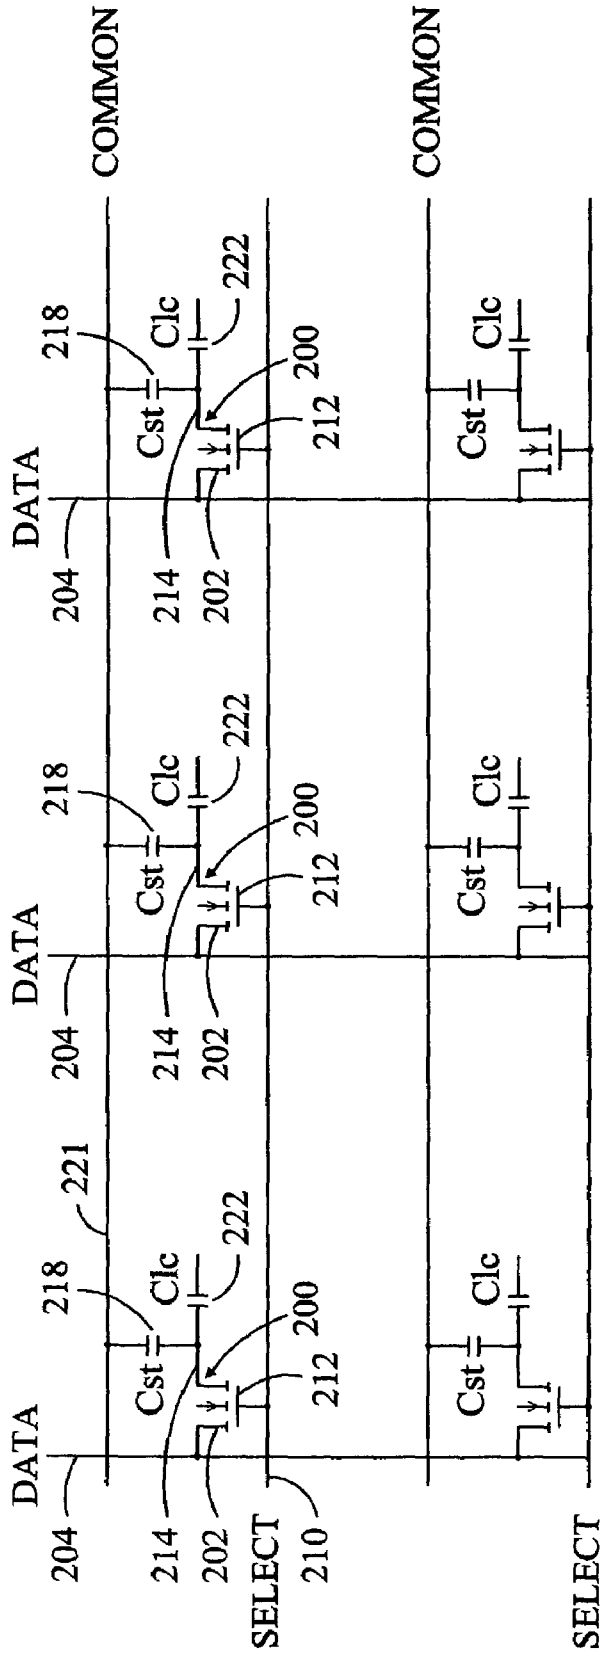 DATA DATA DATA
204 218 221 204 218 204 218
COMMON
Cst Cst Cst
214 Clc 214 Clc 214 Clc
202 222 202 222 202 222
SELECT
200 200 200
210 212 212 212
COMMON
Cst Clc Cst Clc Cst Clc
SELECT